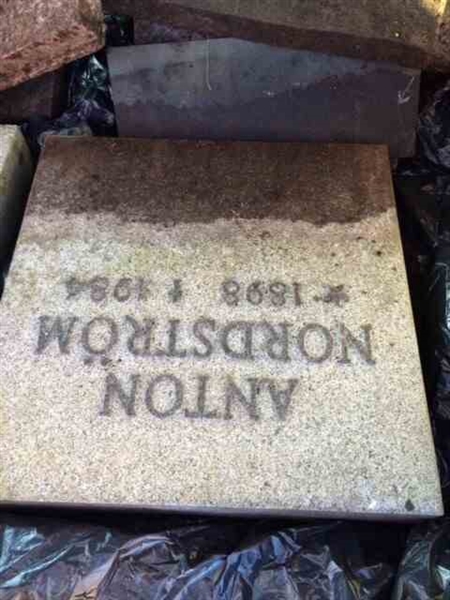 ANTON
NORDSTRÖM
★ 1898 † 1984